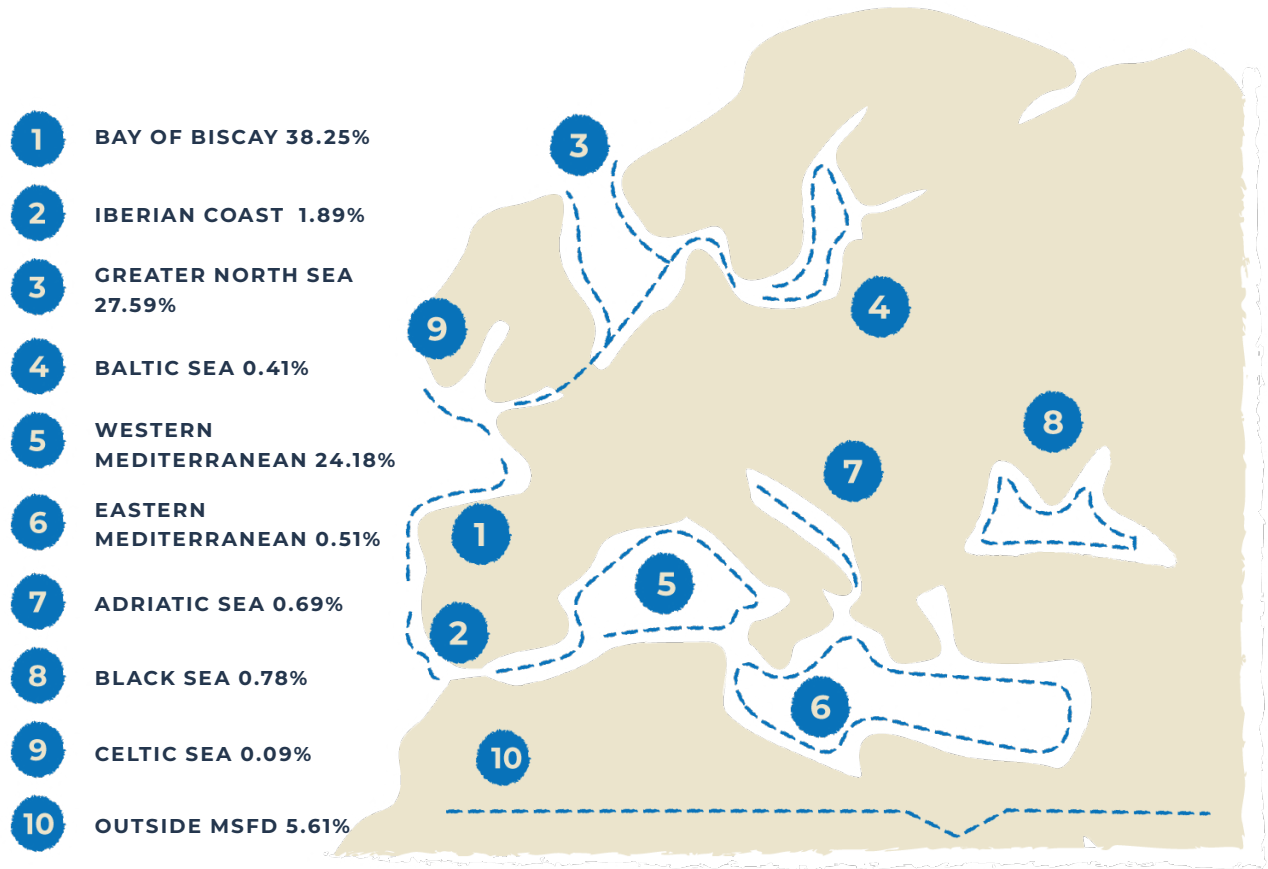 1 BAY OF BISCAY 38.25%
2 IBERIAN COAST 1.89%
3 GREATER NORTH SEA
27.59%
4 BALTIC SEA 0.41%
5 WESTERN
MEDITERRANEAN 24.18%
6 EASTERN
MEDITERRANEAN 0.51%
7 ADRIATIC SEA 0.69%
8 BLACK SEA 0.78%
9 CELTIC SEA 0.09%
10 OUTSIDE MSFD 5.61%
3
9
4
8
7
1
5
2
6
10